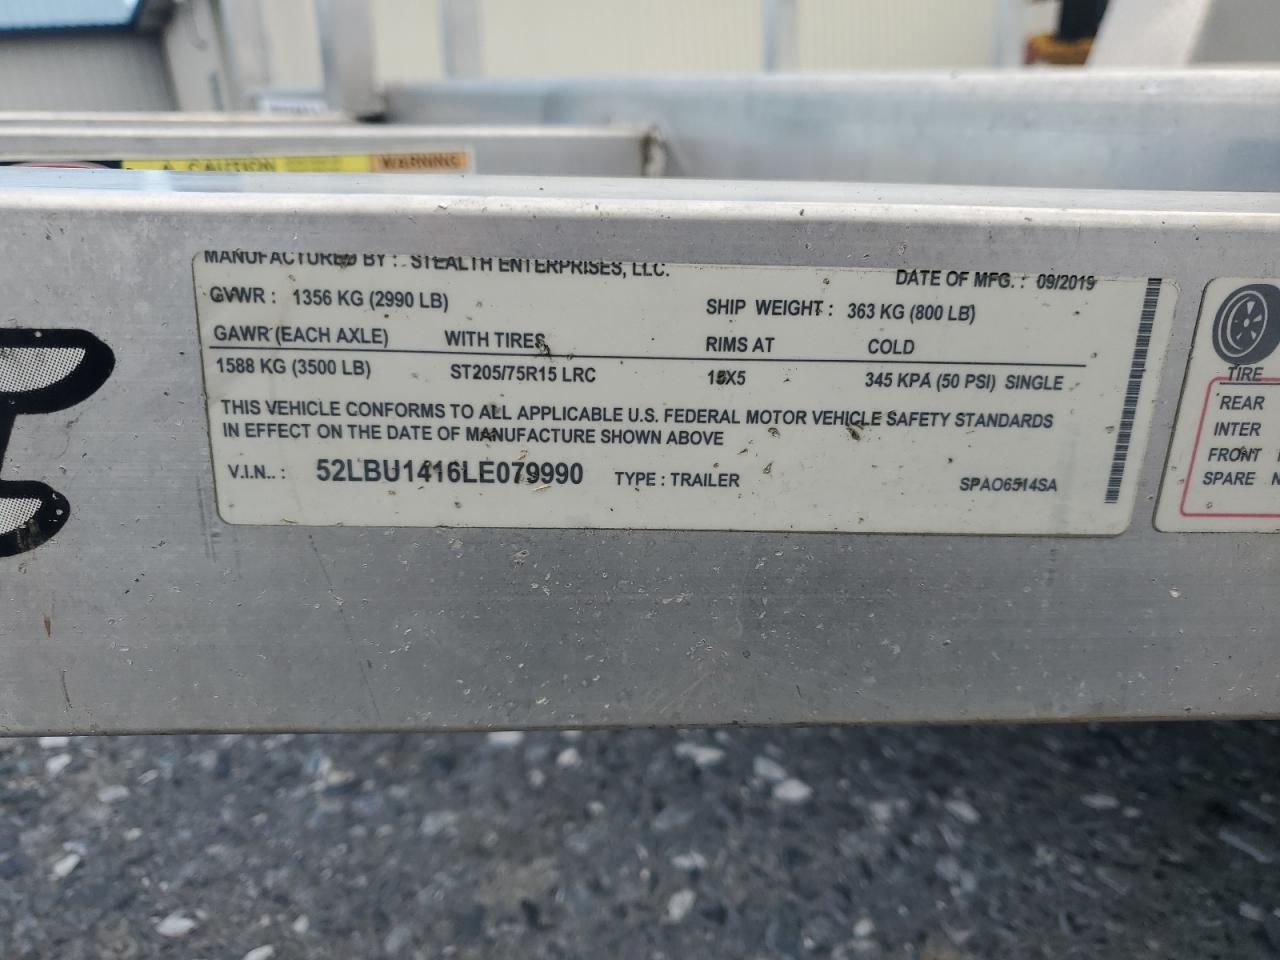 CAUTION WARNING
MANUFACTURED BY : STEALTH ENTERPRISES, LLC.
DATE OF MFG. : 09/2019
GVWR : 1356 KG (2990 LB)
SHIP WEIGHT : 363 KG (800 LB)
GAWR (EACH AXLE) WITH TIRES RIMS AT COLD
1588 KG (3500 LB) ST205/75R15 LRC 15X5 345 KPA (50 PSI) SINGLE
THIS VEHICLE CONFORMS TO ALL APPLICABLE U.S. FEDERAL MOTOR VEHICLE SAFETY STANDARDS
IN EFFECT ON THE DATE OF MANUFACTURE SHOWN ABOVE
V.I.N.. : 52LBU1416LE079990 TYPE : TRAILER SPAO6514SA
TIRE
REAR
INTER
FRONT
SPARE